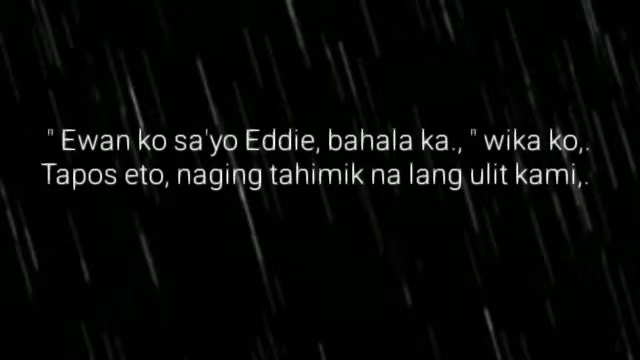 " Ewan ko sa'yo Eddie, bahala ka., " wika ko,.
Tapos eto, naging tahimik na lang ulit kami,.